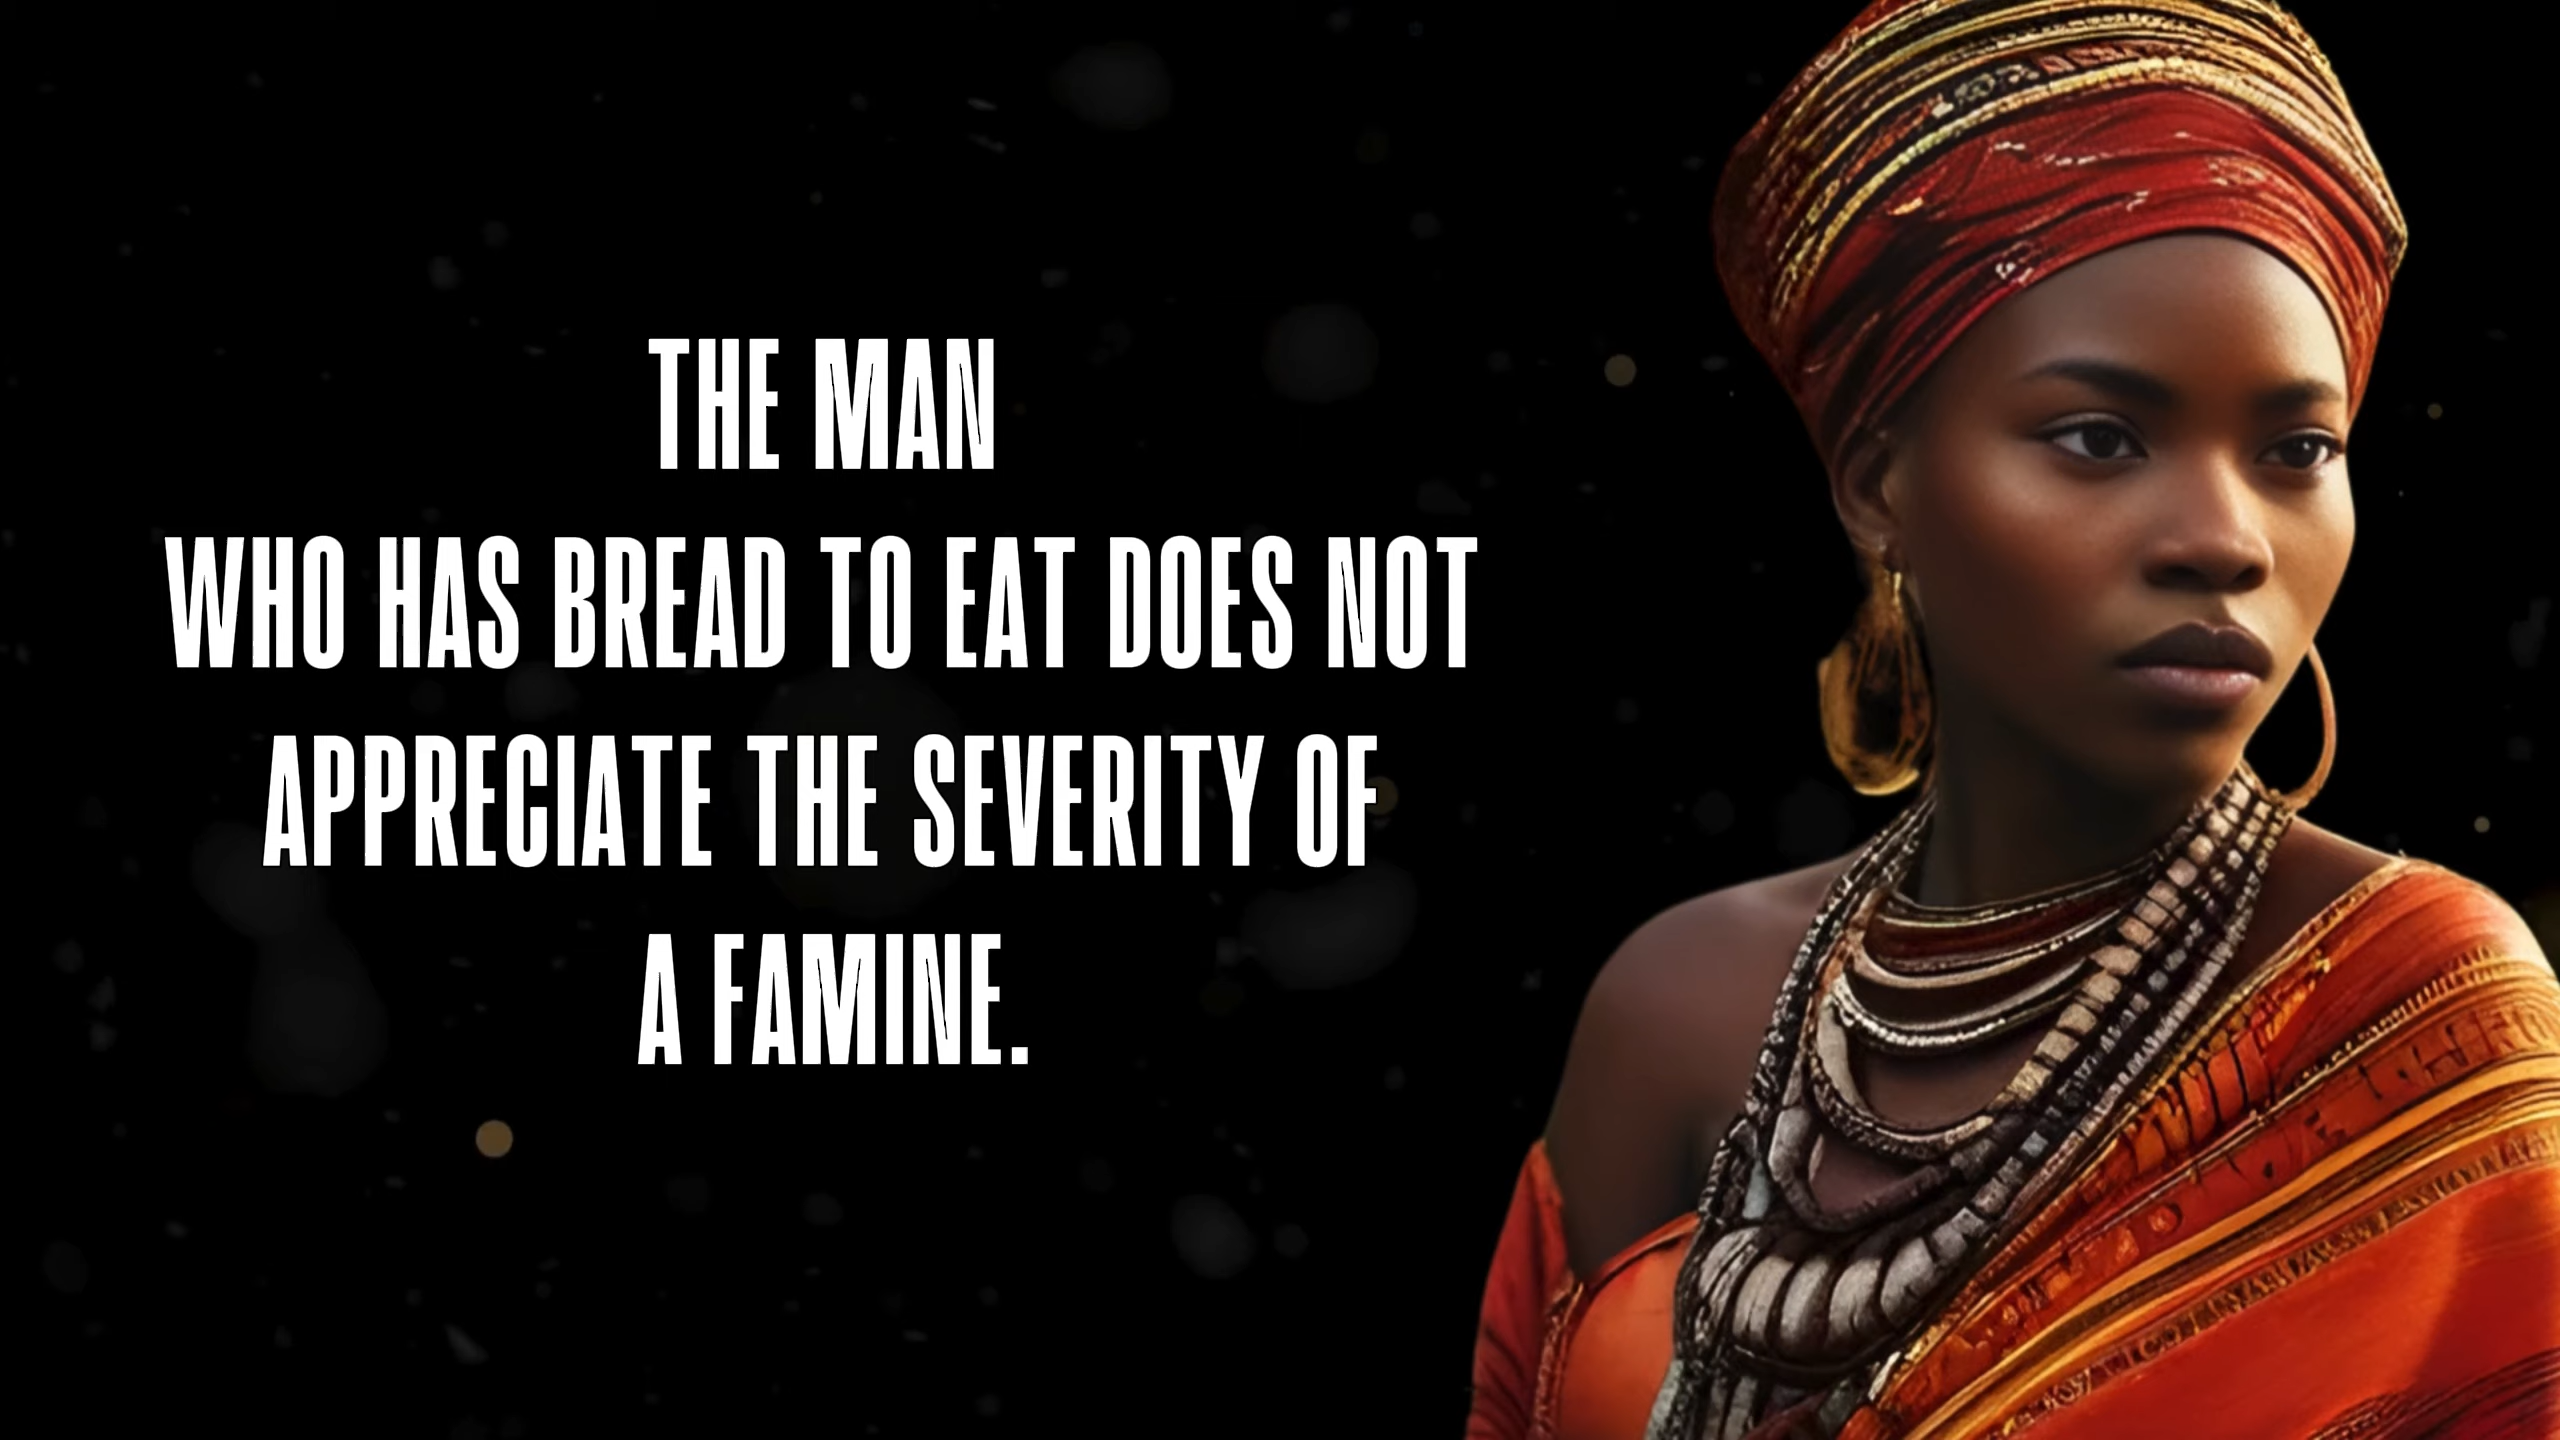 THE MAN
WHO HAS BREAD TO EAT DOES NOT
APPRECIATE THE SEVERITY OF
A FAMINE.